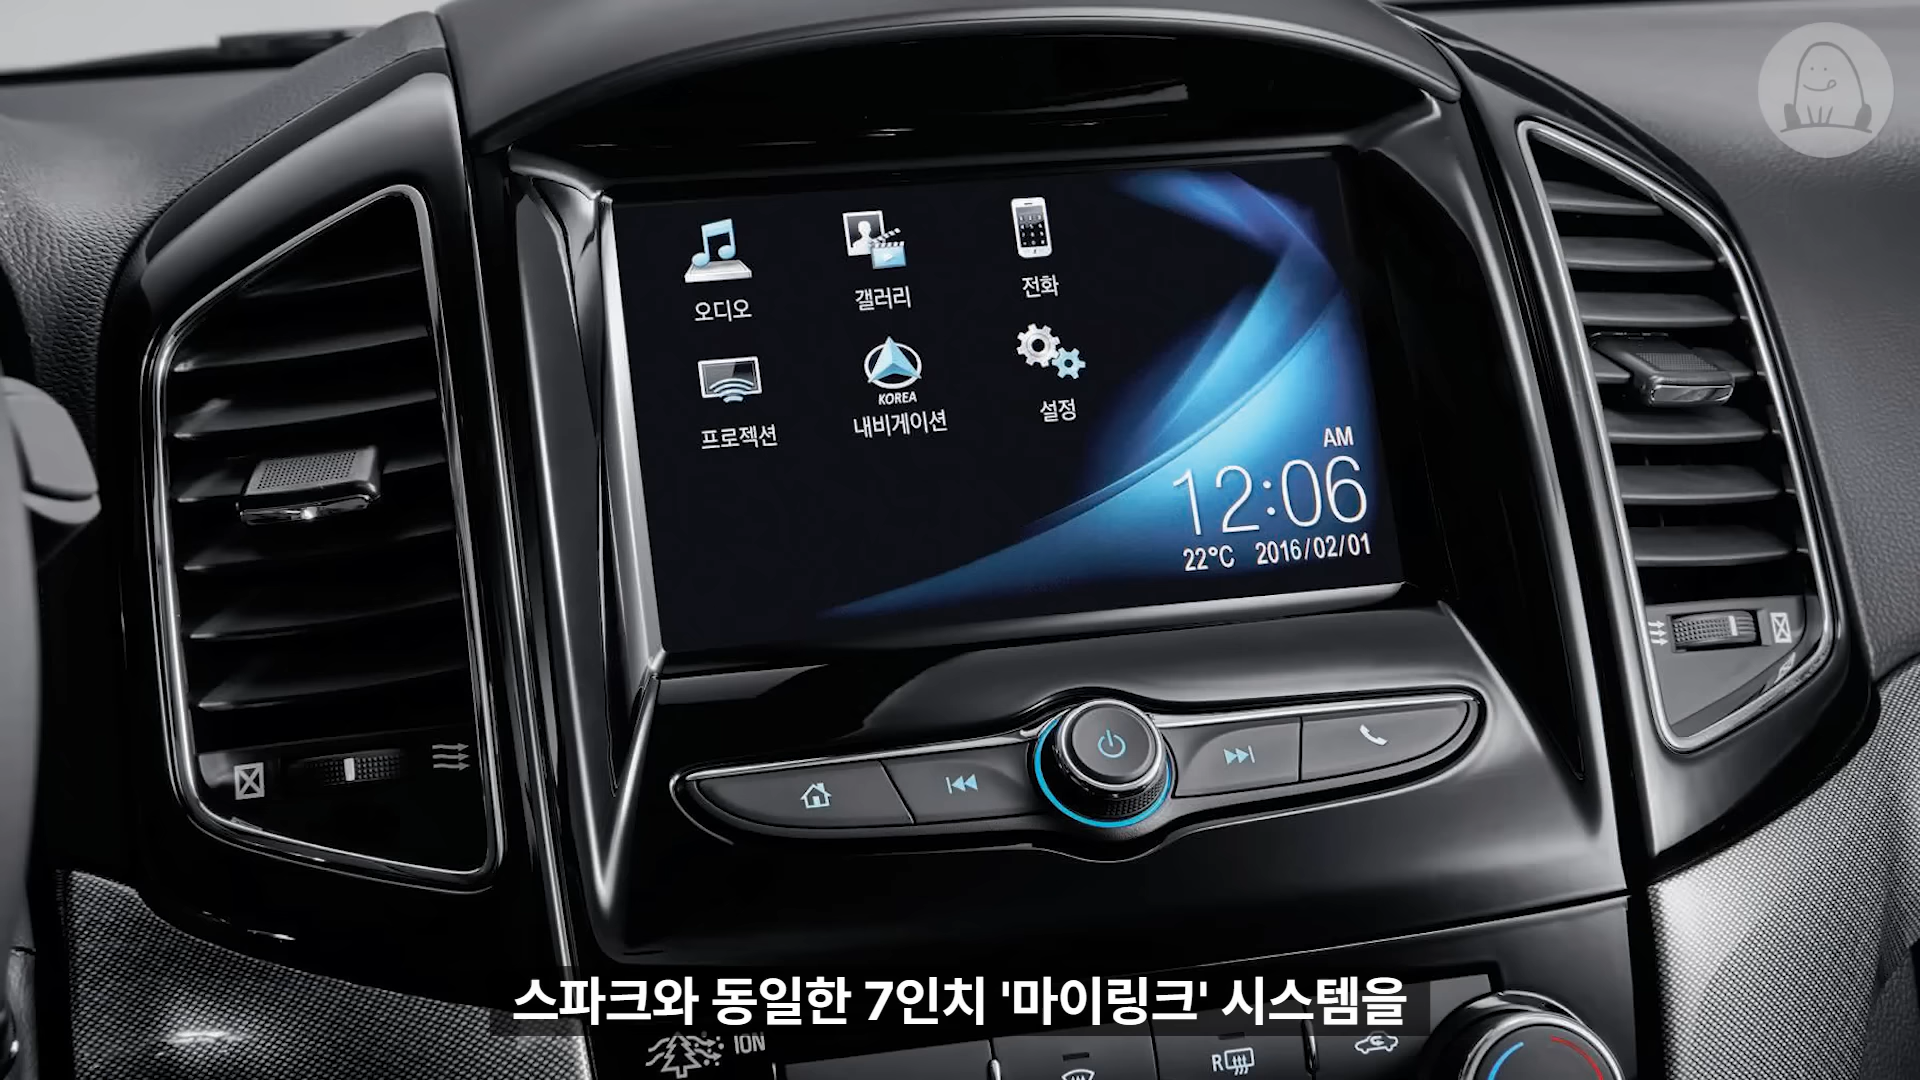 오디오
갤러리
전화
프로젝션
KOREA
내비게이션
설정
AM
12:06
22°C 2016/02/01
스파크와 동일한 7인치 '마이링크' 시스템을
ION
R